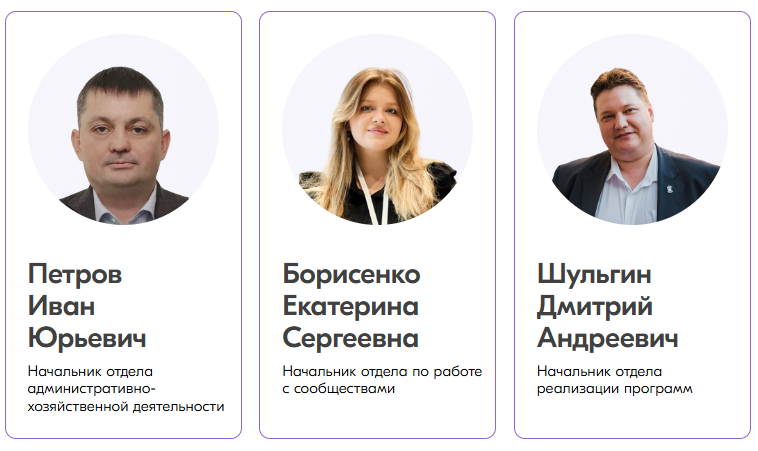 Петров
Иван
Юрьевич
Начальник отдела
административно-
хозяйственной деятельности
Борисенко
Екатерина
Сергеевна
Начальник отдела по работе
с сообществами
Шульгин
Дмитрий
Андреевич
Начальник отдела
реализации программ